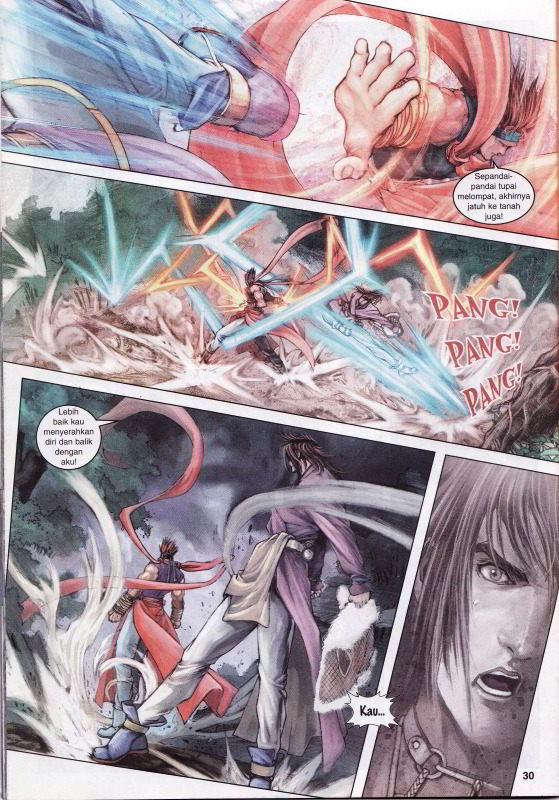 Sepandai-
pandai tupai
melompat, akhirnya
jatuh ke tanah
juga!
PANG!
PANG!
PANG!
Lebih
baik kau
menyerahkan
diri dan balik
dengan
aku!
Kau...
30